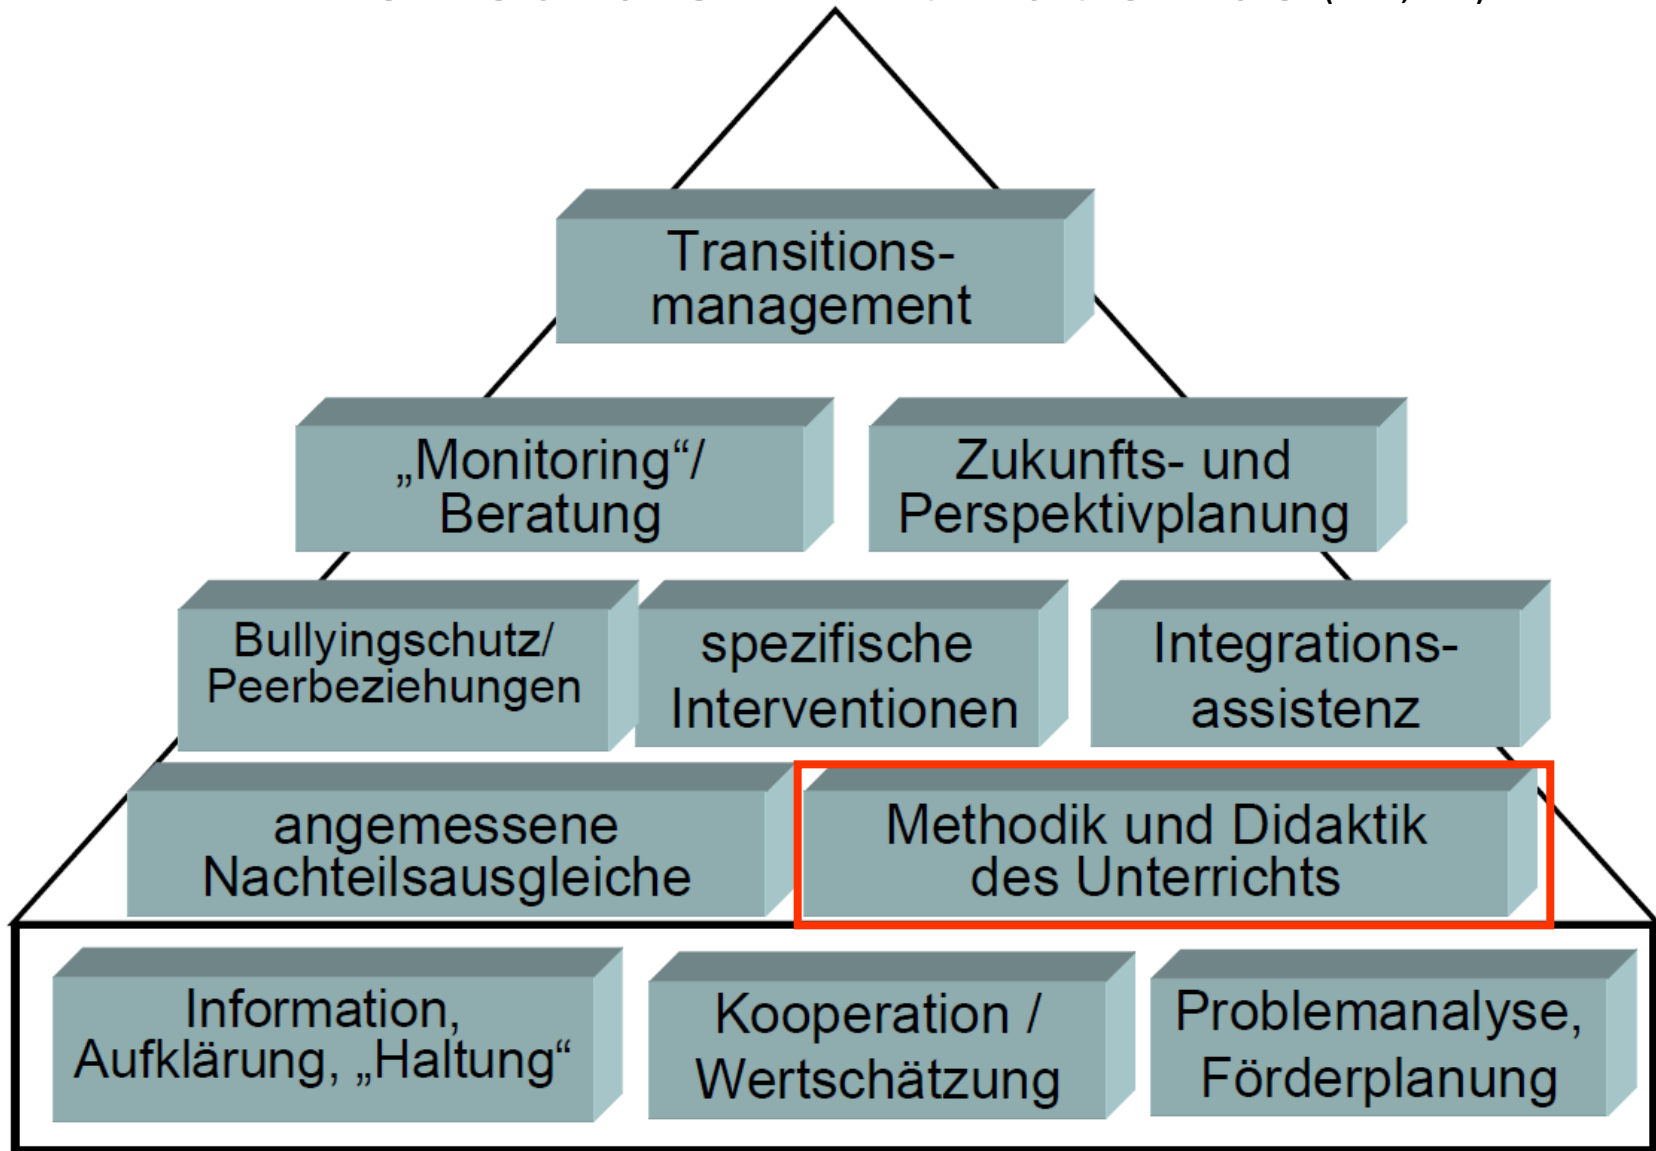 Transitions-
management
„Monitoring“/
Beratung
Zukunfts- und
Perspektivplanung
Bullyingschutz/
Peerbeziehungen
spezifische
Interventionen
Integrations-
assistenz
angemessene
Nachteilsausgleiche
Methodik und Didaktik
des Unterrichts
Information,
Aufklärung, „Haltung“
Kooperation /
Wertschätzung
Problemanalyse,
Förderplanung